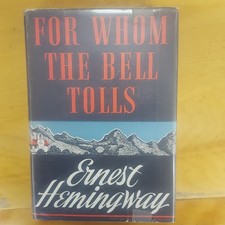 FOR WHOM
THE BELL
TOLLS
Ernest
Hemingway